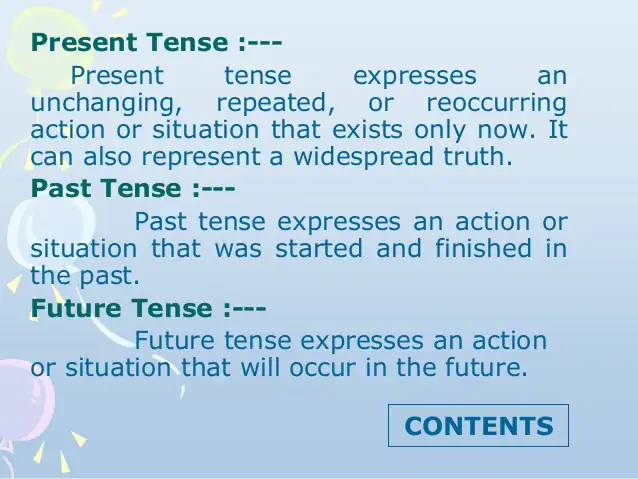 Present Tense :---
Present tense expresses an
unchanging, repeated, or reoccurring
action or situation that exists only now. It
can also represent a widespread truth.
Past Tense :---
Past tense expresses an action or
situation that was started and finished in
the past.
Future Tense :---
Future tense expresses an action
or situation that will occur in the future.
CONTENTS